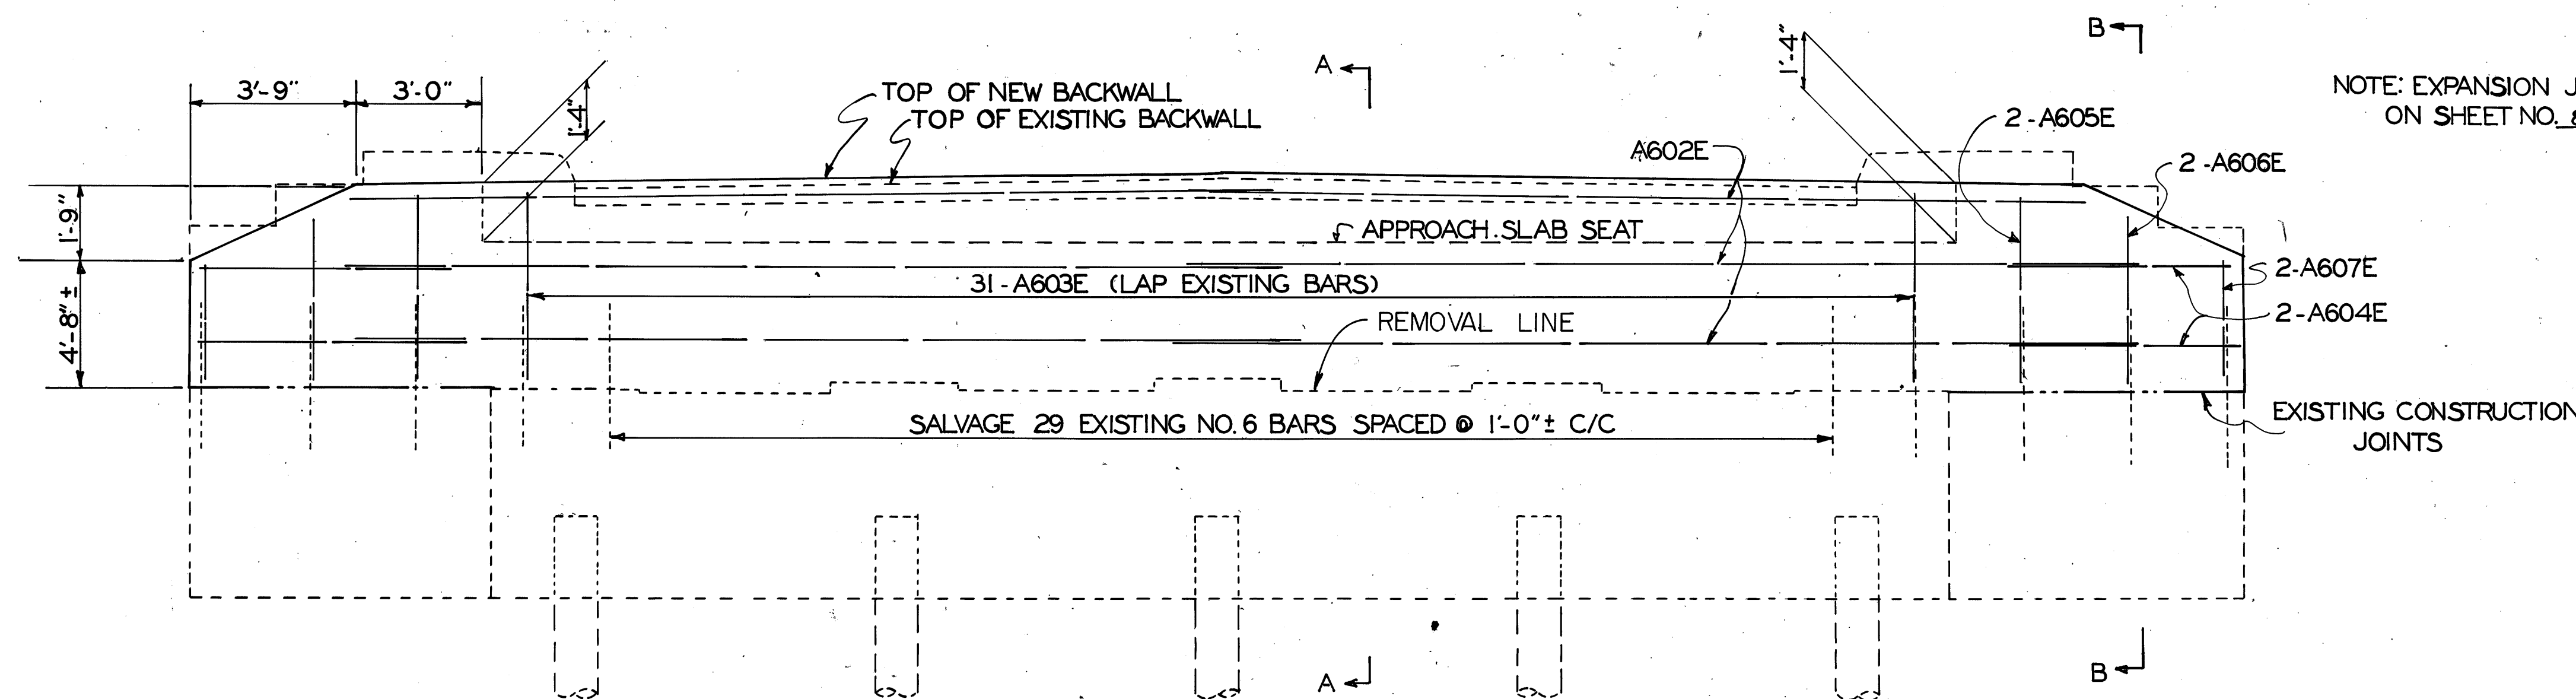 B
A
1'-4"
NOTE: EXPANSION J
ON SHEET NO.
3'-9"
3'-0"
1'-4"
TOP OF NEW BACKWALL
TOP OF EXISTING BACKWALL
2-A605E
A602E
2-A606E
1'-9"
APPROACH SLAB SEAT
2-A607E
31-A603E (LAP EXISTING BARS)
4'-8"±
REMOVAL LINE
2-A604E
SALVAGE 29 EXISTING NO. 6 BARS SPACED @ 1'-0"± C/C
EXISTING CONSTRUCTION
JOINTS
A
B